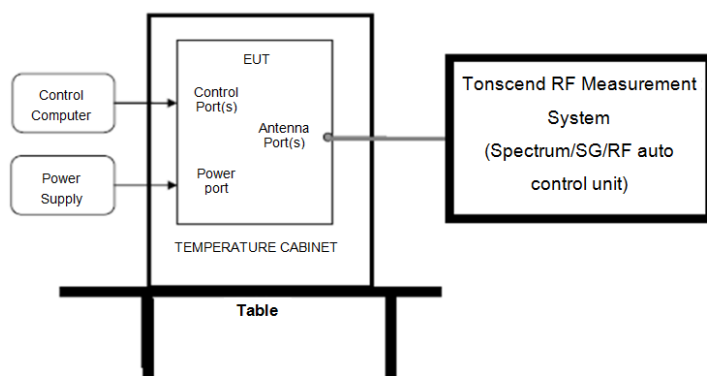 EUT
Control
Computer
Control
Port(s)
Antenna
Port(s)
Power
Supply
Power
port
TEMPERATURE CABINET
Table
Tonscend RF Measurement
System
(Spectrum/SG/RF auto
control unit)